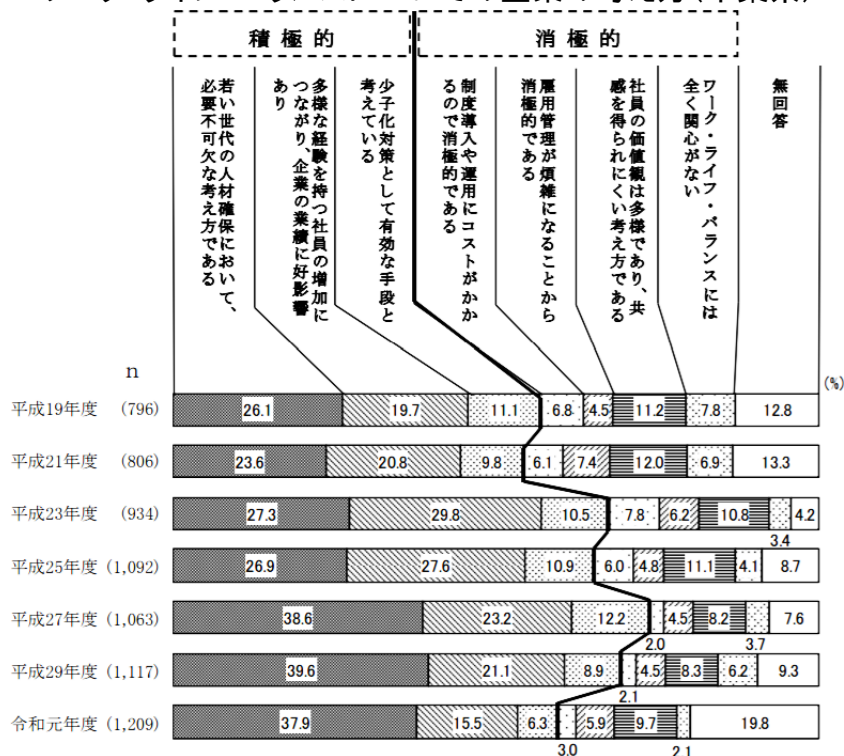 積極的
消極的
若い世代の人材確保において、
必要不可欠な考え方である
多様な経験を持つ社員の増加に
つながり、企業の業績に好影響
あり
少子化対策として有効な手段と
考えている
制度導入や運用にコストがかか
るので消極的である
雇用管理が煩雑になることから
消極的である
社員の価値観は多様であり、共
感を得られにくい考え方である
ワーク・ライフ・バランスには
全く関心がない
無回答
n
(%)
平成19年度 (796) 26.1 19.7 11.1 6.8 4.5 11.2 7.8 12.8
平成21年度 (806) 23.6 20.8 9.8 6.1 7.4 12.0 6.9 13.3
平成23年度 (934) 27.3 29.8 10.5 7.8 6.2 10.8 4.2
3.4
平成25年度 (1,092) 26.9 27.6 10.9 6.0 4.8 11.1 4.1 8.7
平成27年度 (1,063) 38.6 23.2 12.2 4.5 8.2 7.6
2.0 3.7
平成29年度 (1,117) 39.6 21.1 8.9 4.5 8.3 6.2 9.3
2.1
令和元年度 (1,209) 37.9 15.5 6.3 5.9 9.7 19.8
3.0 2.1